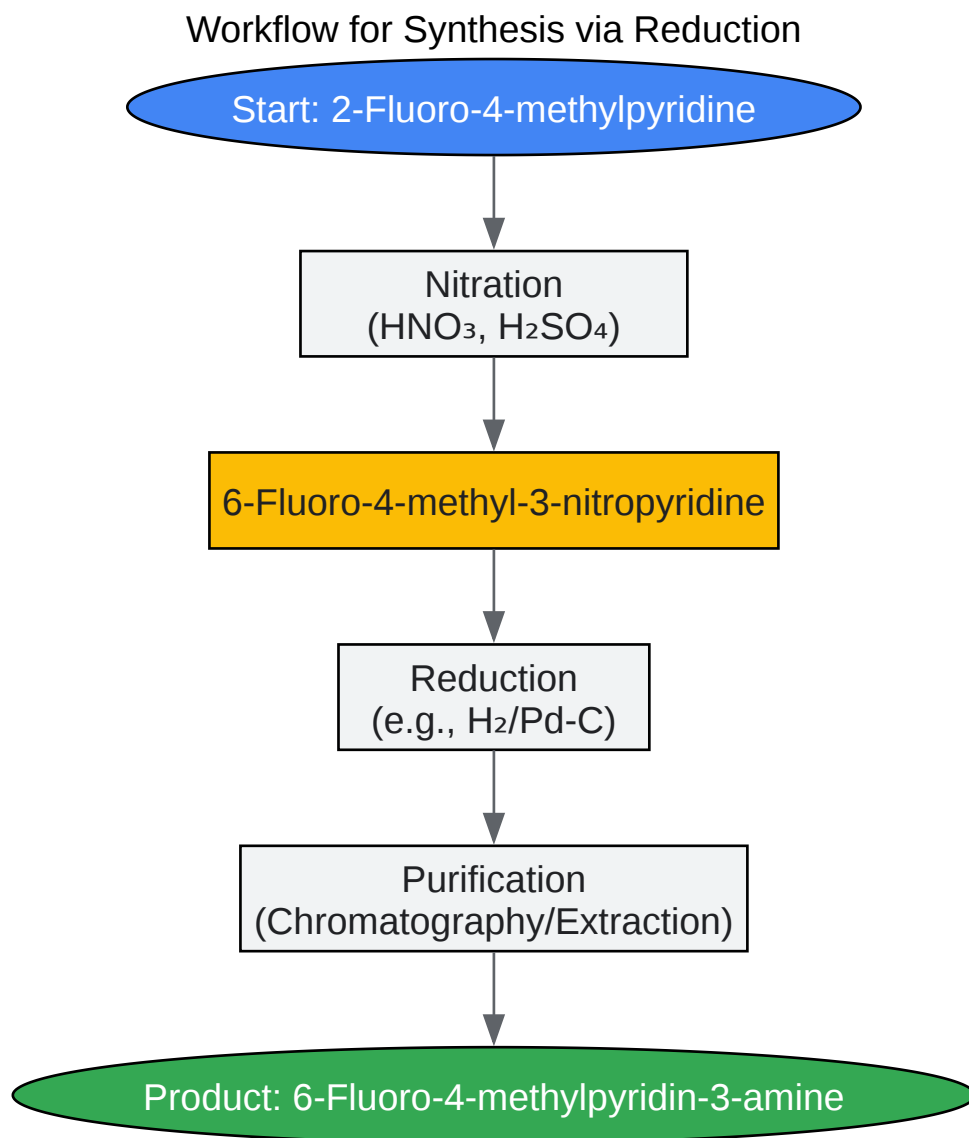 Workflow for Synthesis via Reduction
Start: 2-Fluoro-4-methylpyridine
Nitration
(HNO₃, H₂SO₄)
6-Fluoro-4-methyl-3-nitropyridine
Reduction
(e.g., H₂/Pd-C)
Purification
(Chromatography/Extraction)
Product: 6-Fluoro-4-methylpyridin-3-amine